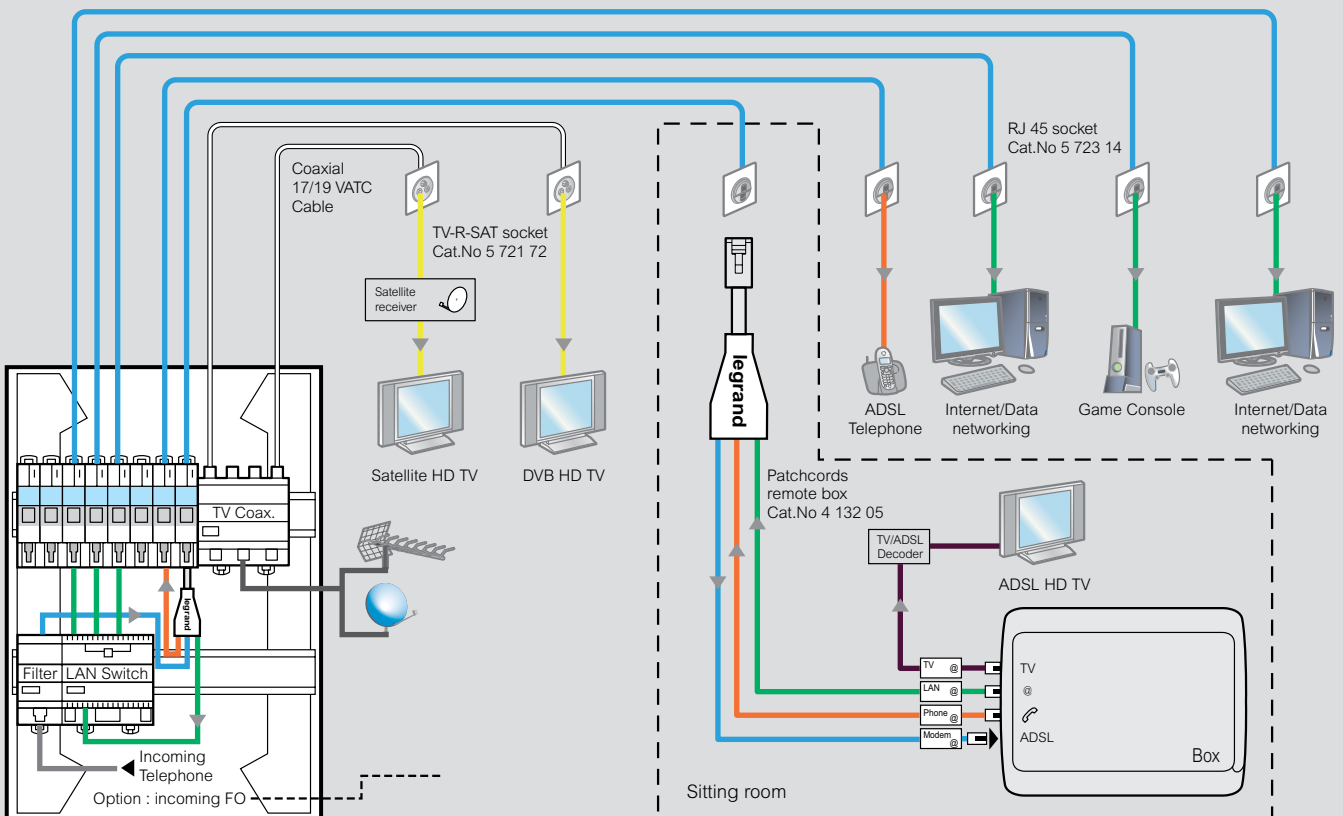 RJ 45 socket
Cat.No 5 723 14
Coaxial
17/19 VATC
Cable
TV-R-SAT socket
Cat.No 5 721 72
Satellite
receiver
legrand
Satellite HD TV
DVB HD TV
ADSL
Telephone
Internet/Data
networking
Game Console
Internet/Data
networking
Patchcords
remote box
Cat.No 4 132 05
TV Coax.
TV/ADSL
Decoder
ADSL HD TV
legrand
Filter
LAN Switch
TV @
LAN @
Phone @
Modem @
TV
@
ADSL
Box
Incoming
Telephone
Option : incoming FO
Sitting room